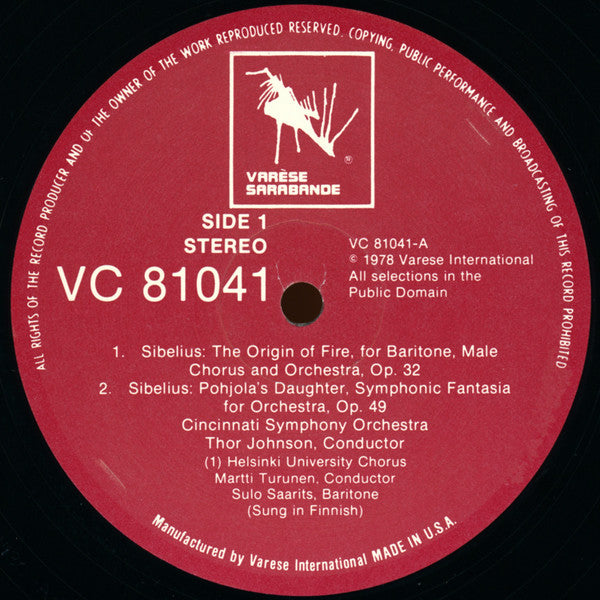 ALL RIGHTS OF THE RECORD PRODUCER AND OF THE OWNER OF THE WORK REPRODUCED RESERVED. COPYING, PUBLIC PERFORMANCE AND BROADCASTING OF THIS RECORD PROHIBITED
VARÈSE
SARABANDE
®
SIDE 1
STEREO
VC 81041
VC 81041-A
© 1978 Varese International
All selections in the
Public Domain
1. Sibelius: The Origin of Fire, for Baritone, Male
Chorus and Orchestra, Op. 32
2. Sibelius: Pohjola's Daughter, Symphonic Fantasia
for Orchestra, Op. 49
Cincinnati Symphony Orchestra
Thor Johnson, Conductor
(1) Helsinki University Chorus
Martti Turunen, Conductor
Sulo Saarits, Baritone
(Sung in Finnish)
Manufactured by Varese International MADE IN U.S.A.